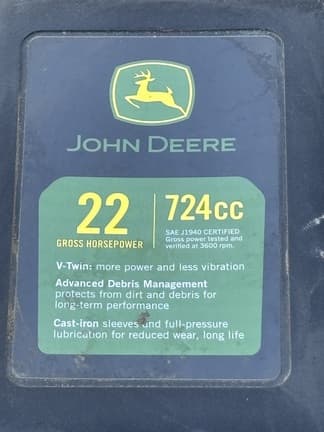 JOHN DEERE
22
GROSS HORSEPOWER
724cc
SAE J1940 CERTIFIED
Gross power tested and
verified at 3600 rpm.
V-Twin: more power and less vibration
Advanced Debris Management
protects from dirt and debris for
long-term performance
Cast-iron sleeves and full-pressure
lubrication for reduced wear, long life